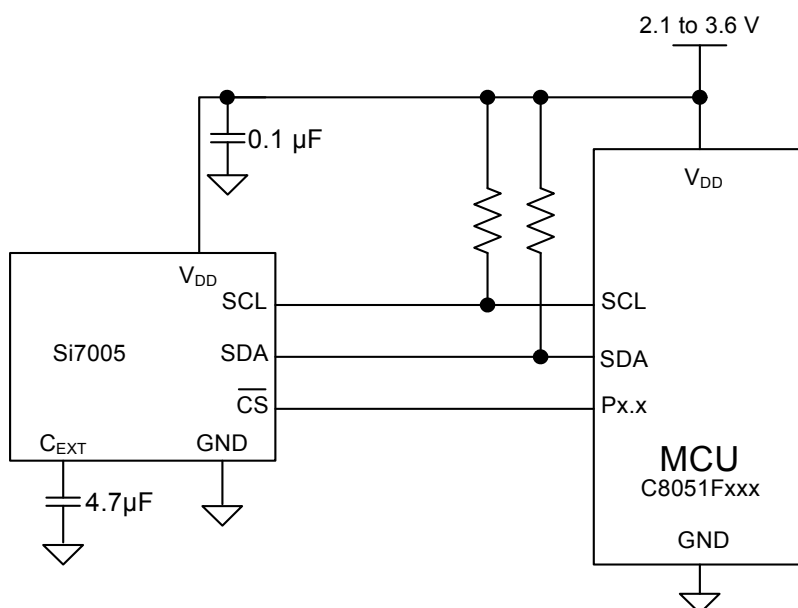 2.1 to 3.6 V
0.1 µF
VDD
VDD
SCL
SCL
Si7005
SDA
SDA
CS
Px.x
CEXT
GND
MCU
C8051Fxxx
4.7µF
GND